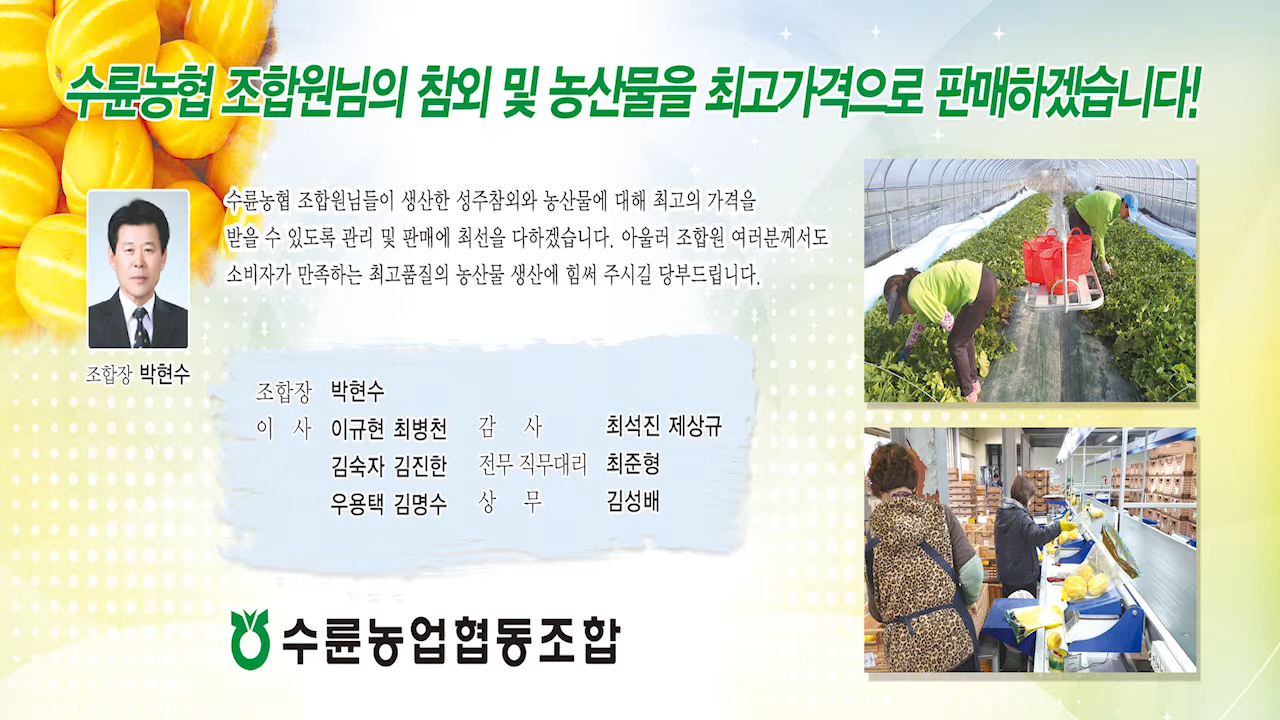 수륜농협 조합원님의 참외 및 농산물을 최고가격으로 판매하겠습니다!
수륜농협 조합원님들이 생산한 성주참외와 농산물에 대해 최고의 가격을
받을 수 있도록 관리 및 판매에 최선을 다하겠습니다. 아울러 조합원 여러분께서도
소비자가 만족하는 최고품질의 농산물 생산에 힘써 주시길 당부드립니다.
조합장 박현수
조합장 박현수
이 사 이규현 최병천 감 사 최석진 제상규
김숙자 김진한 전무 직무대리 최준형
우용택 김명수 상 무 김성배
수륜농업협동조합